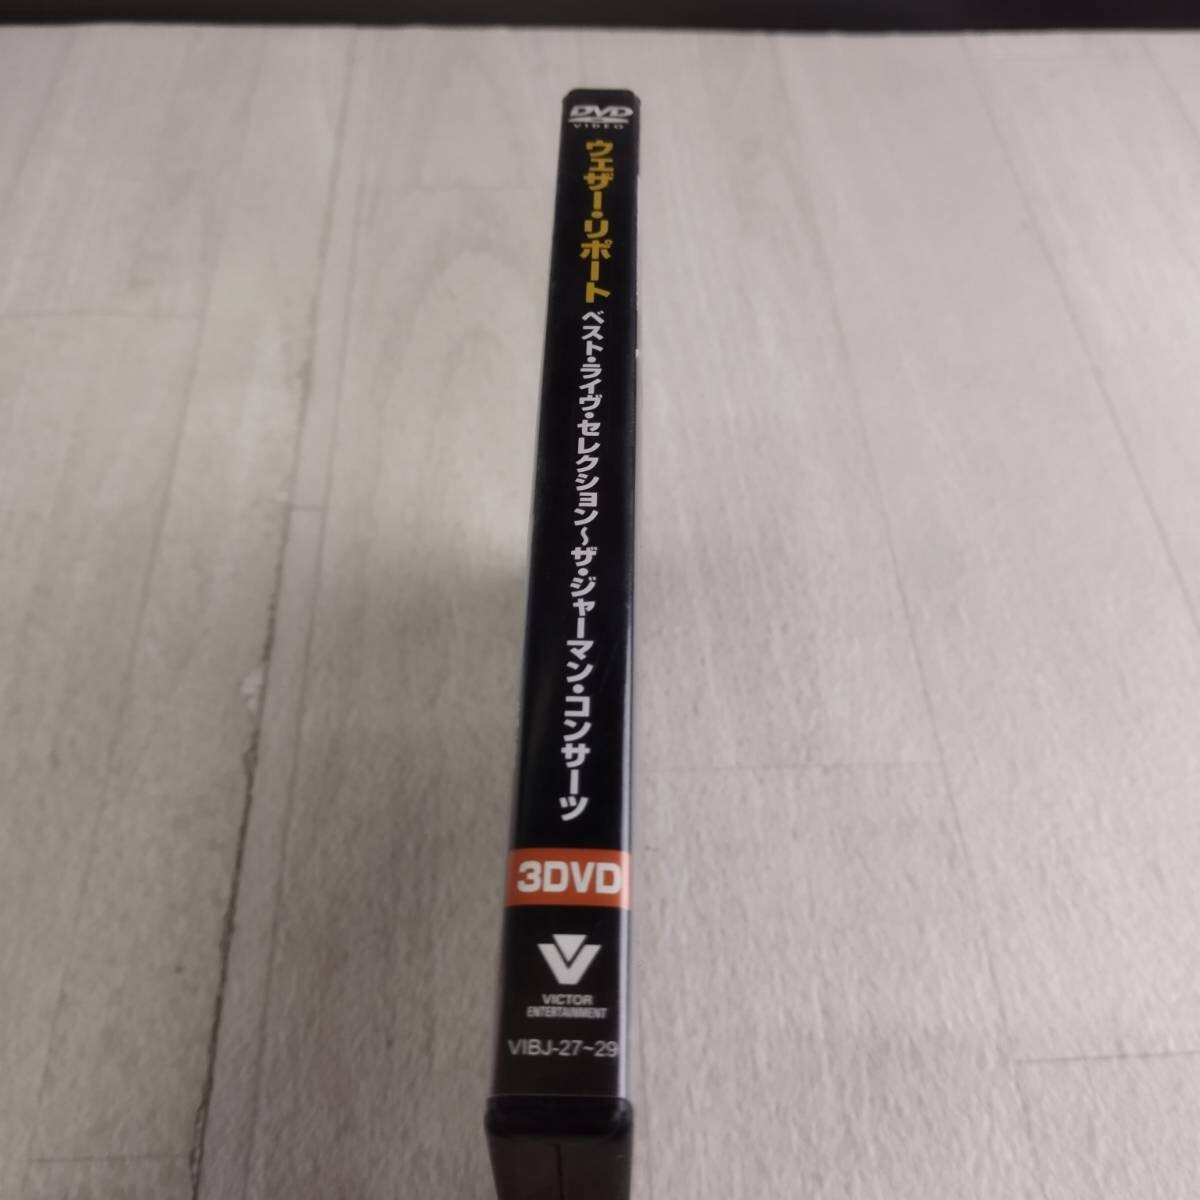 DVD
VIDEO
ウェザー・リポート
ベスト・ライヴ・セレクション〜ザ・ジャーマン・コンサーツ
3DVD
VICTOR
ENTERTAINMENT
VIBJ-27~29